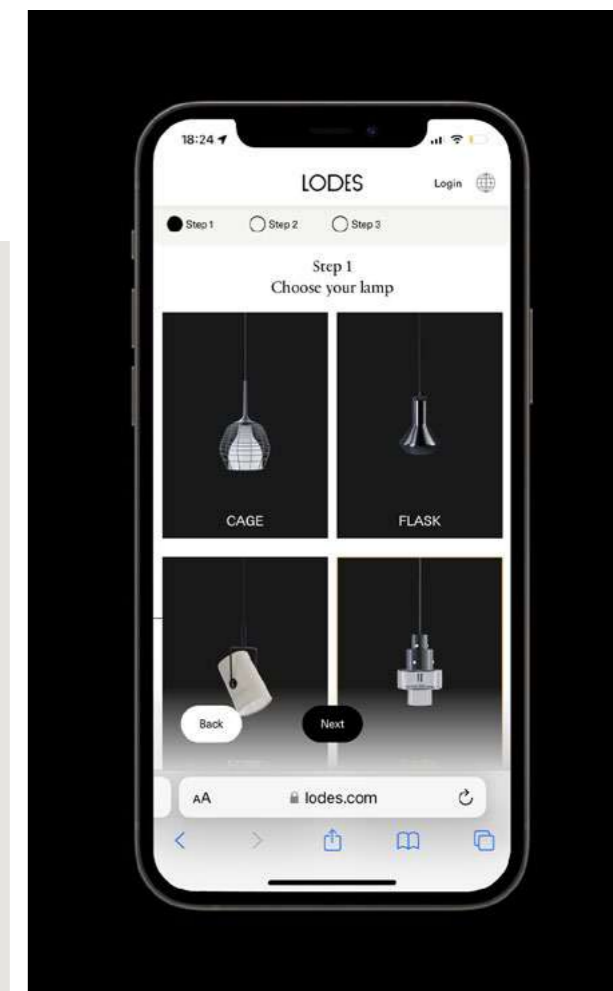 18:24
LODES
Login
Step 1
Step 2
Step 3
Step 1
Choose your lamp
CAGE
FLASK
Back
Next
AA
lodes.com